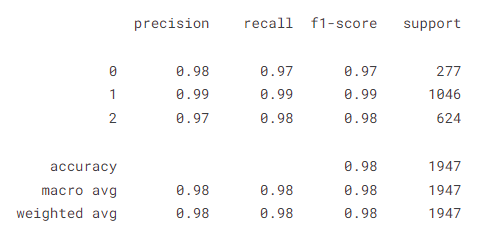 precision recall f1-score support
0 0.98 0.97 0.97 277
1 0.99 0.99 0.99 1046
2 0.97 0.98 0.98 624
accuracy 0.98 1947
macro avg 0.98 0.98 0.98 1947
weighted avg 0.98 0.98 0.98 1947